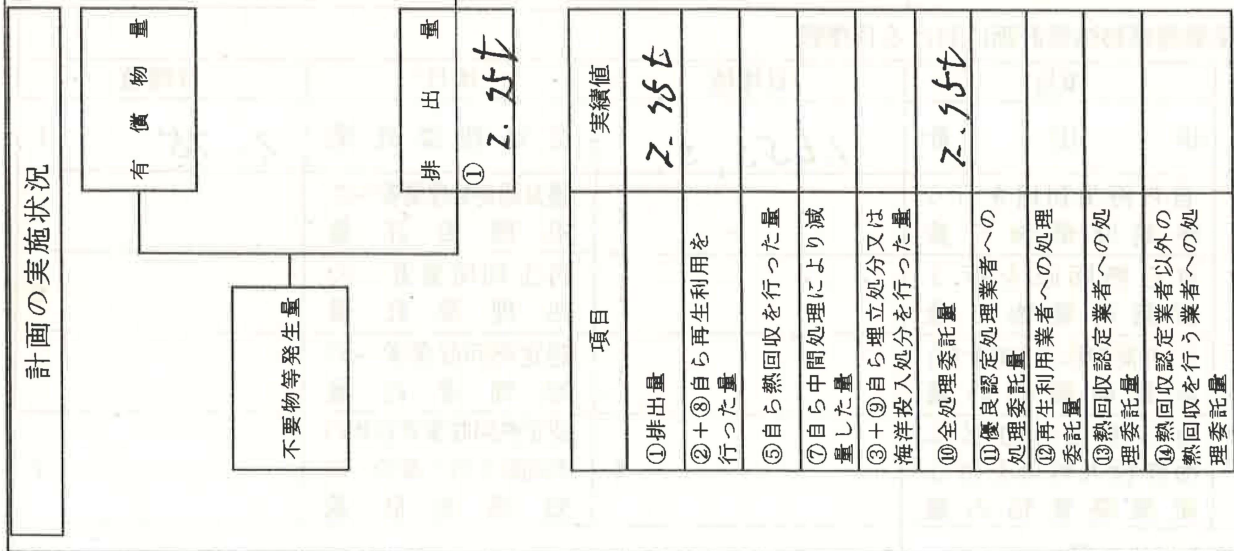 計画の実施状況
有償物量
不要物等発生量
排出量
① 2.75t
項目 実績値
①排出量 2.75t
②+⑧自ら再生利用を
行った量
⑤自ら熱回収を行った量
⑦自ら中間処理により減
量した量
③+⑨自ら埋立処分又は
海洋投入処分を行った量
⑩全処理委託量 2.75t
⑪優良認定処理業者への
処理委託量
⑫再生利用業者への処理
委託量
⑬熱回収認定業者への処
理委託量
⑭熱回収認定業者以外の
熱回収を行う業者への処
理委託量